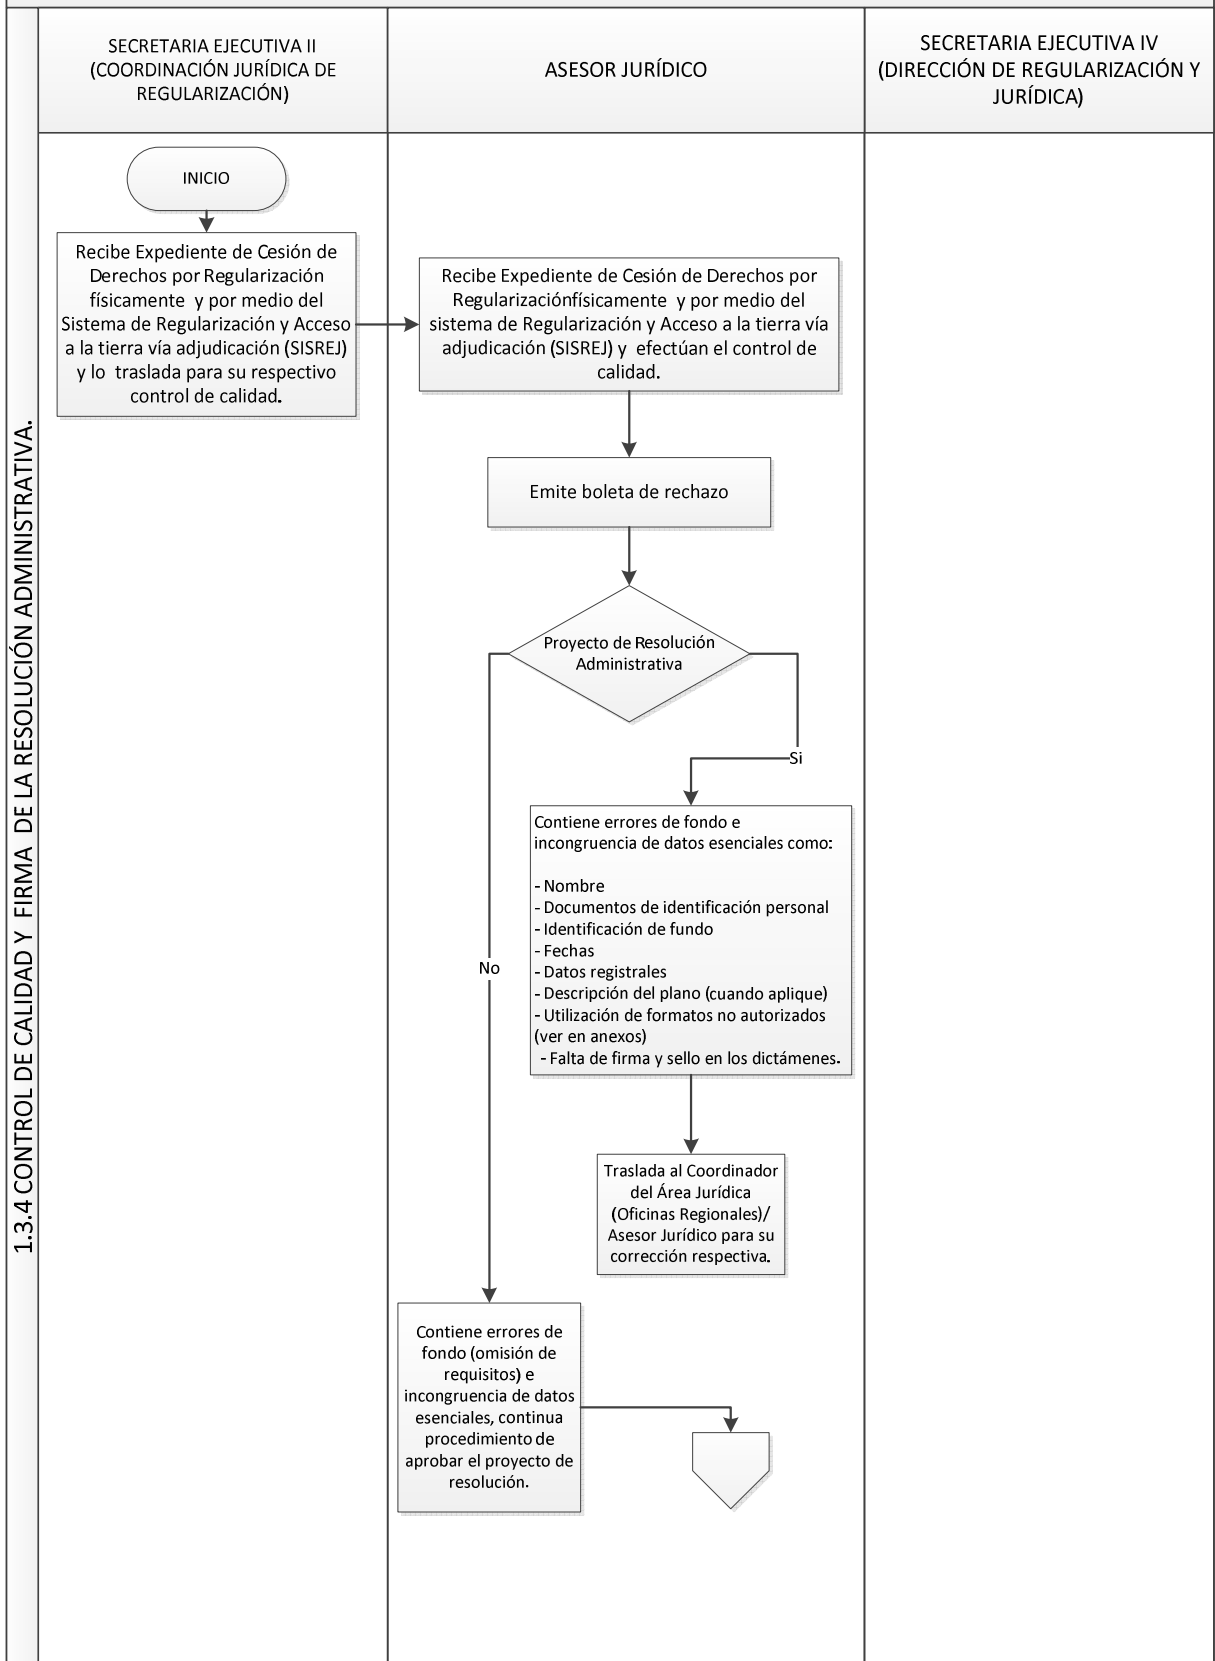 1.3.4 CONTROL DE CALIDAD Y FIRMA DE LA RESOLUCIÓN ADMINISTRATIVA.
SECRETARIA EJECUTIVA II
(COORDINACIÓN JURÍDICA DE
REGULARIZACIÓN)
ASESOR JURÍDICO
SECRETARIA EJECUTIVA IV
(DIRECCIÓN DE REGULARIZACIÓN Y
JURÍDICA)
INICIO
Recibe Expediente de Cesión de
Derechos por Regularización
físicamente y por medio del
Sistema de Regularización y Acceso
a la tierra vía adjudicación (SISREJ)
y lo traslada para su respectivo
control de calidad.
Recibe Expediente de Cesión de Derechos por
Regularizaciónfísicamente y por medio del
sistema de Regularización y Acceso a la tierra vía
adjudicación (SISREJ) y efectúan el control de
calidad.
Emite boleta de rechazo
Proyecto de Resolución
Administrativa
Si
Contiene errores de fondo e
incongruencia de datos esenciales como:
- Nombre
- Documentos de identificación personal
- Identificación de fundo
- Fechas
- Datos registrales
- Descripción del plano (cuando aplique)
- Utilización de formatos no autorizados
(ver en anexos)
- Falta de firma y sello en los dictámenes.
No
Traslada al Coordinador
del Área Jurídica
(Oficinas Regionales)/
Asesor Jurídico para su
corrección respectiva.
Contiene errores de
fondo (omisión de
requisitos) e
incongruencia de datos
esenciales, continua
procedimiento de
aprobar el proyecto de
resolución.